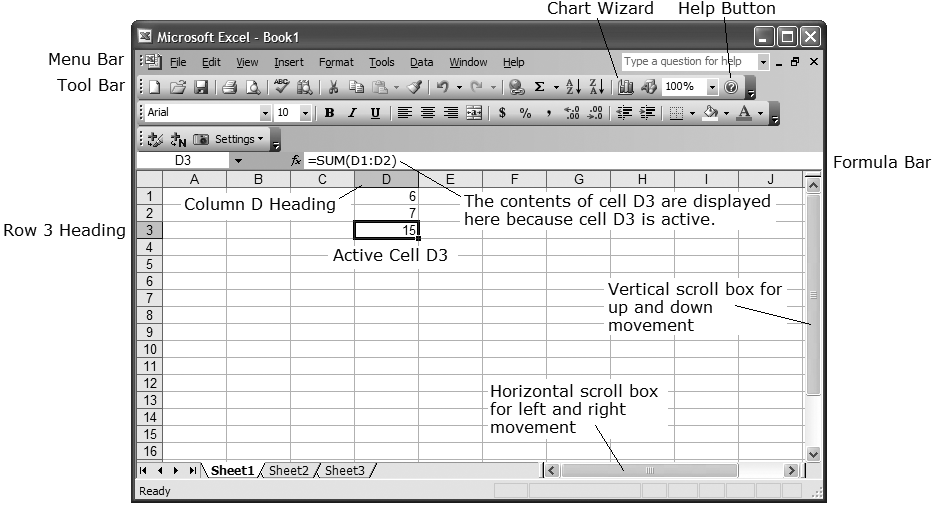 Chart Wizard Help Button
Microsoft Excel - Book1
Menu Bar
File Edit View Insert Format Tools Data Window Help
Type a question for help
Tool Bar
100%
Arial 10 B I U $ % ,
Settings
D3 fx =SUM(D1:D2)
Formula Bar
A B C D E F G H I J
1 6
Column D Heading
The contents of cell D3 are displayed
2 7
here because cell D3 is active.
Row 3 Heading
3 15
4
Active Cell D3
5
6
Vertical scroll box for
7
up and down
8
movement
9
10
11
12
Horizontal scroll box
13
for left and right
14
movement
15
16
Sheet1 Sheet2 Sheet3
Ready